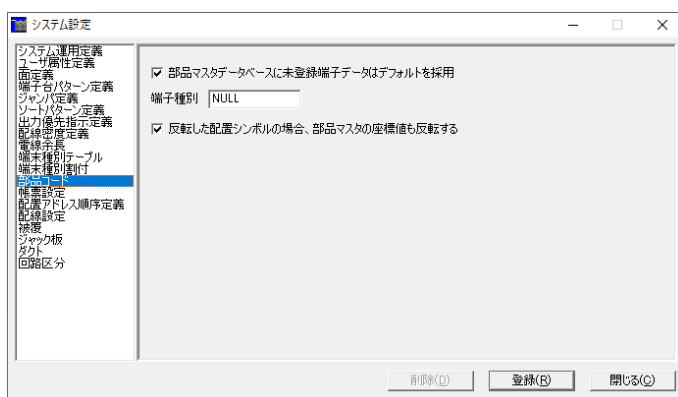 システム設定
システム運用定義
ユーザ属性定義
面定義
端子台パターン定義
ジャンパ定義
ソートパターン定義
出力優先指示定義
配線密度定義
電線余長
端末種別テーブル
端末種別割付
部品コード
帳票設定
配置アドレス順序定義
配線設定
被覆
ジャック板
ダクト
回路区分
部品マスタデータベースに未登録端子データはデフォルトを採用
端子種別 NULL
反転した配置シンボルの場合、部品マスタの座標値も反転する
削除(D) 登録(R) 閉じる(C)